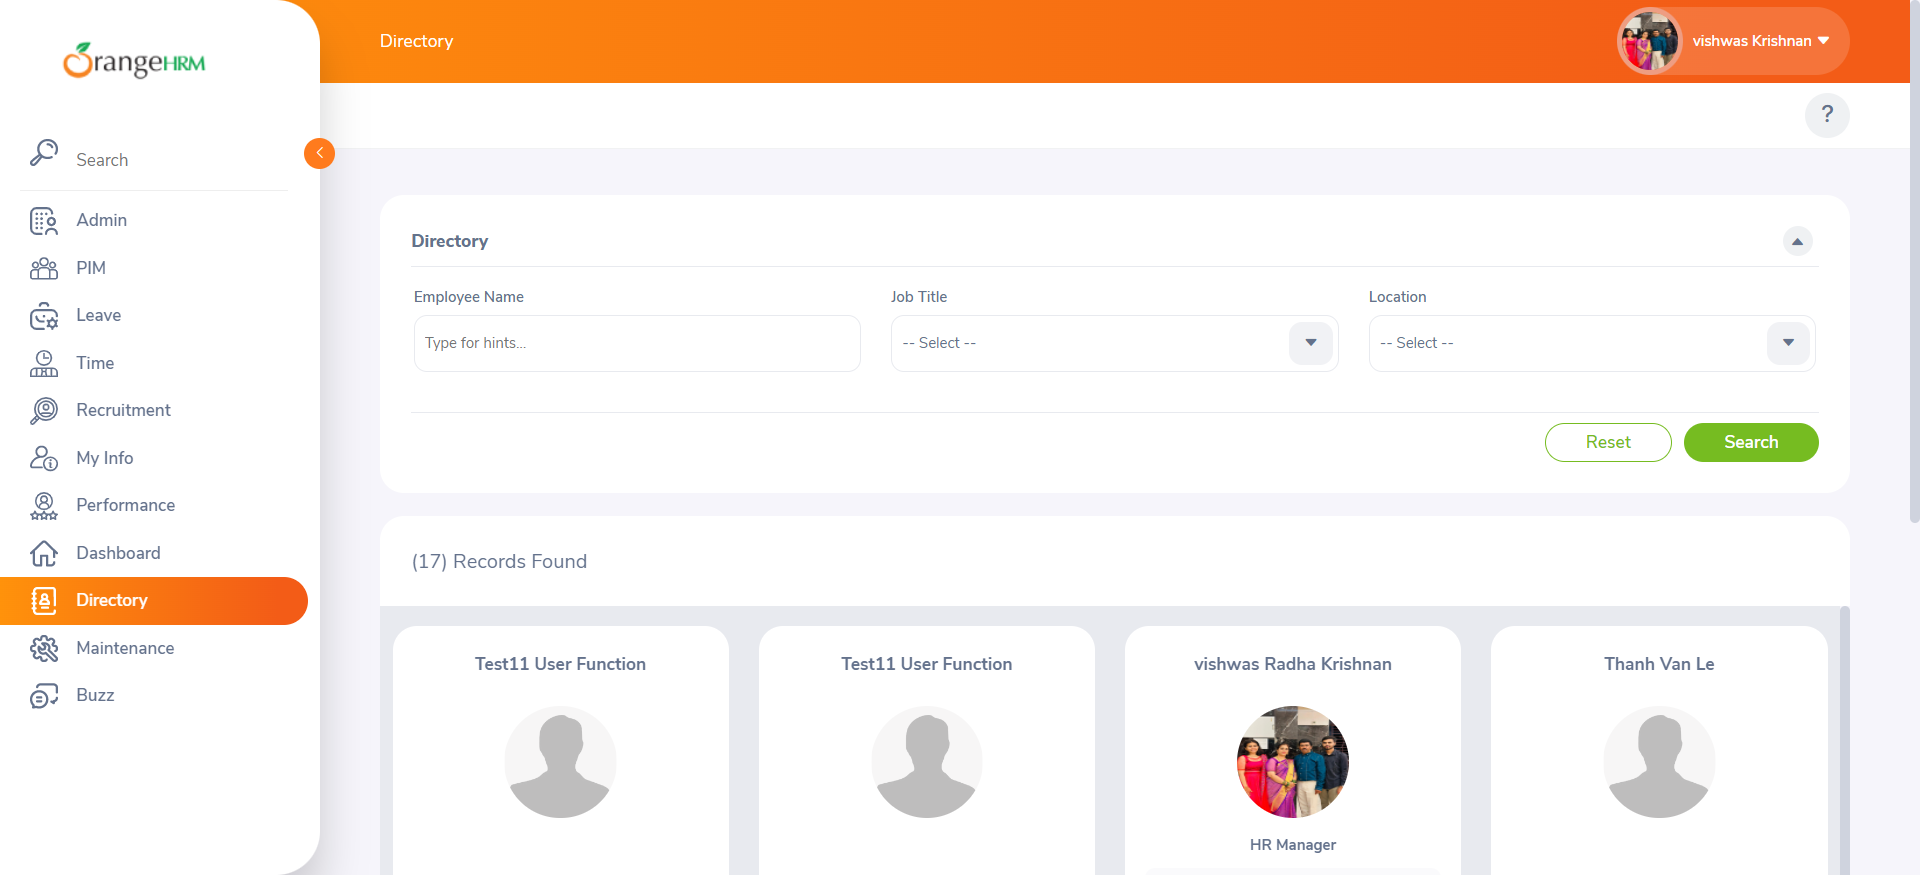 OrangeHRM
Directory
vishwas Krishnan
?
Search
Admin
PIM
Leave
Time
Recruitment
My Info
Performance
Dashboard
Directory
Maintenance
Buzz
Directory
Employee Name
Job Title
Location
Type for hints...
-- Select --
-- Select --
Reset
Search
(17) Records Found
Test11 User Function
Test11 User Function
vishwas Radha Krishnan
Thanh Van Le
HR Manager